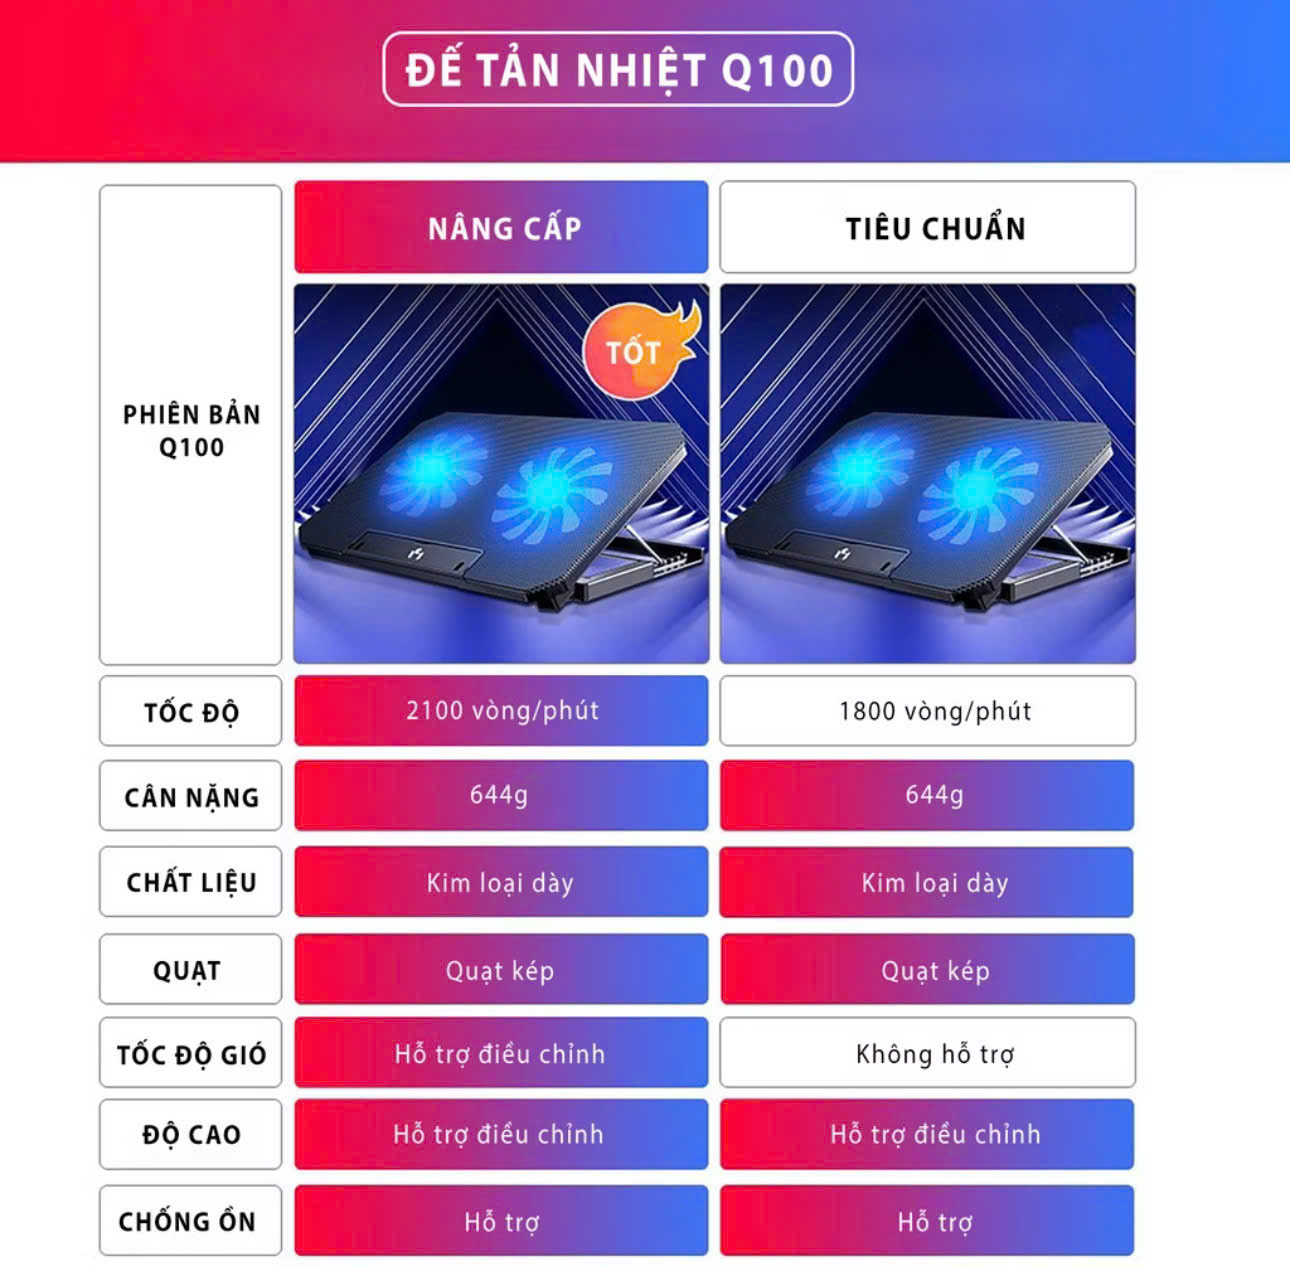 ĐẾ TẢN NHIỆT Q100
NÂNG CẤP
TIÊU CHUẨN
PHIÊN BẢN
Q100
TỐT
TỐC ĐỘ
2100 vòng/phút
1800 vòng/phút
CÂN NẶNG
644g
644g
CHẤT LIỆU
Kim loại dày
Kim loại dày
QUẠT
Quạt kép
Quạt kép
TỐC ĐỘ GIÓ
Hỗ trợ điều chỉnh
Không hỗ trợ
ĐỘ CAO
Hỗ trợ điều chỉnh
Hỗ trợ điều chỉnh
CHỐNG ỒN
Hỗ trợ
Hỗ trợ